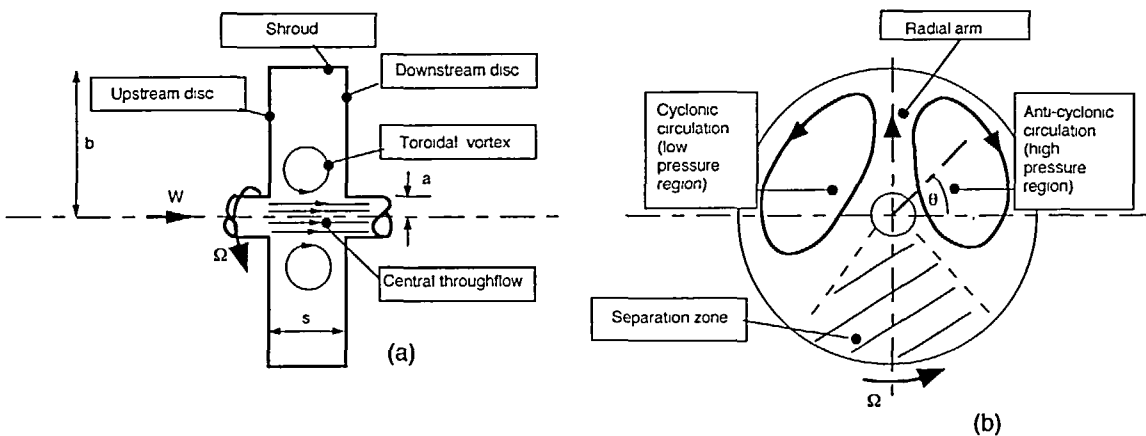 Shroud
Upstream disc
Downstream disc
Toroidal vortex
b
a
W
Ω
Central throughflow
s
(a)
Radial arm
Cyclonic
circulation
(low
pressure
region)
Anti-cyclonic
circulation
(high
pressure
region)
θ
Separation zone
Ω
(b)